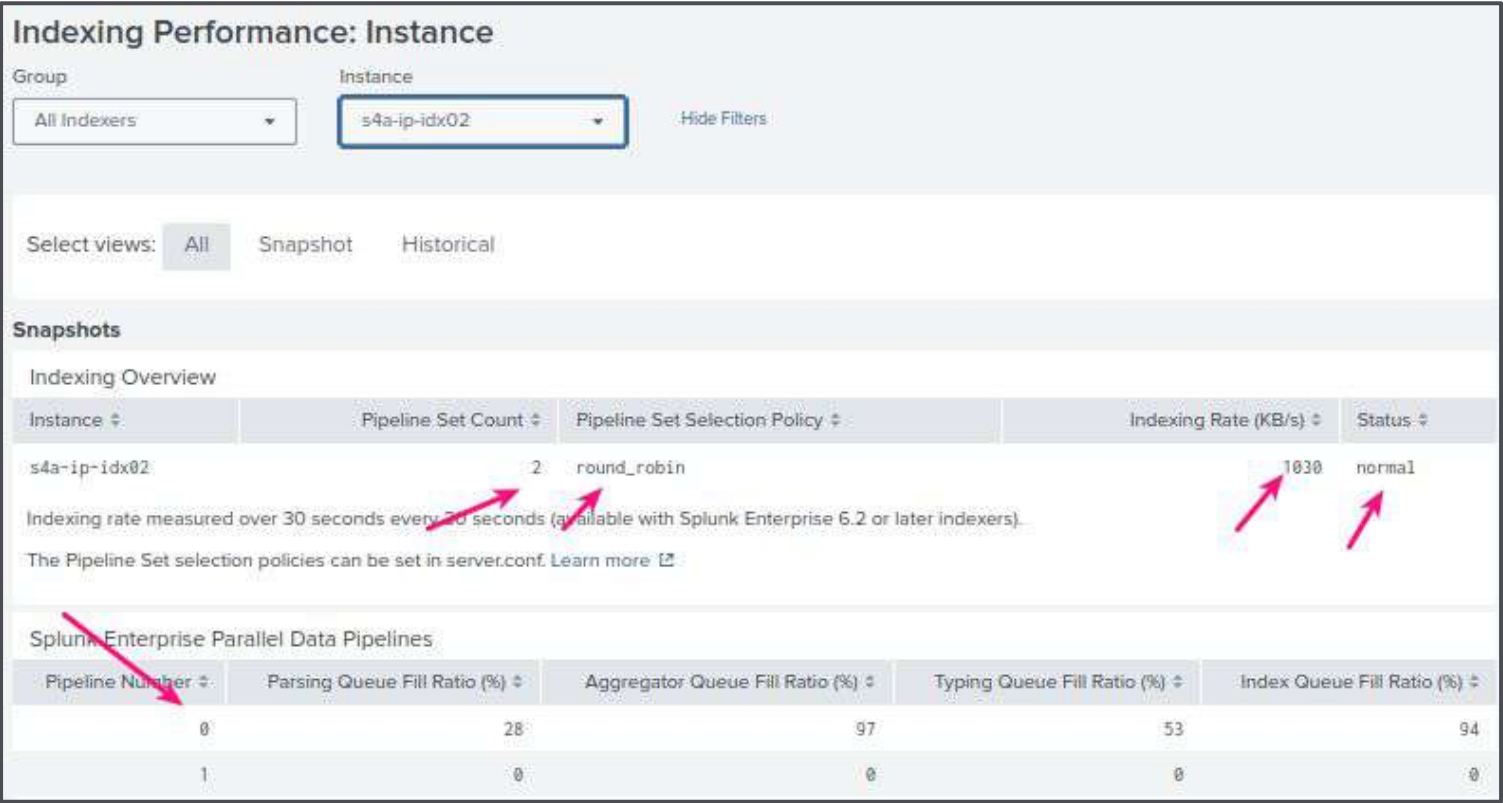 Indexing Performance: Instance
Group Instance
All Indexers s4a-ip-idx02 Hide Filters
Select views: All Snapshot Historical
Snapshots
Indexing Overview
Instance Pipeline Set Count Pipeline Set Selection Policy Indexing Rate (KB/s) Status
s4a-ip-idx02 2 round_robin 1030 normal
Indexing rate measured over 30 seconds every seconds (available with Splunk Enterprise 6.2 or later indexers).
The Pipeline Set selection policies can be set in server.conf. Learn more
Splunk Enterprise Parallel Data Pipelines
Pipeline Number Parsing Queue Fill Ratio (%) Aggregator Queue Fill Ratio (%) Typing Queue Fill Ratio (%) Index Queue Fill Ratio (%)
0 28 97 53 94
1 0 0 0 0